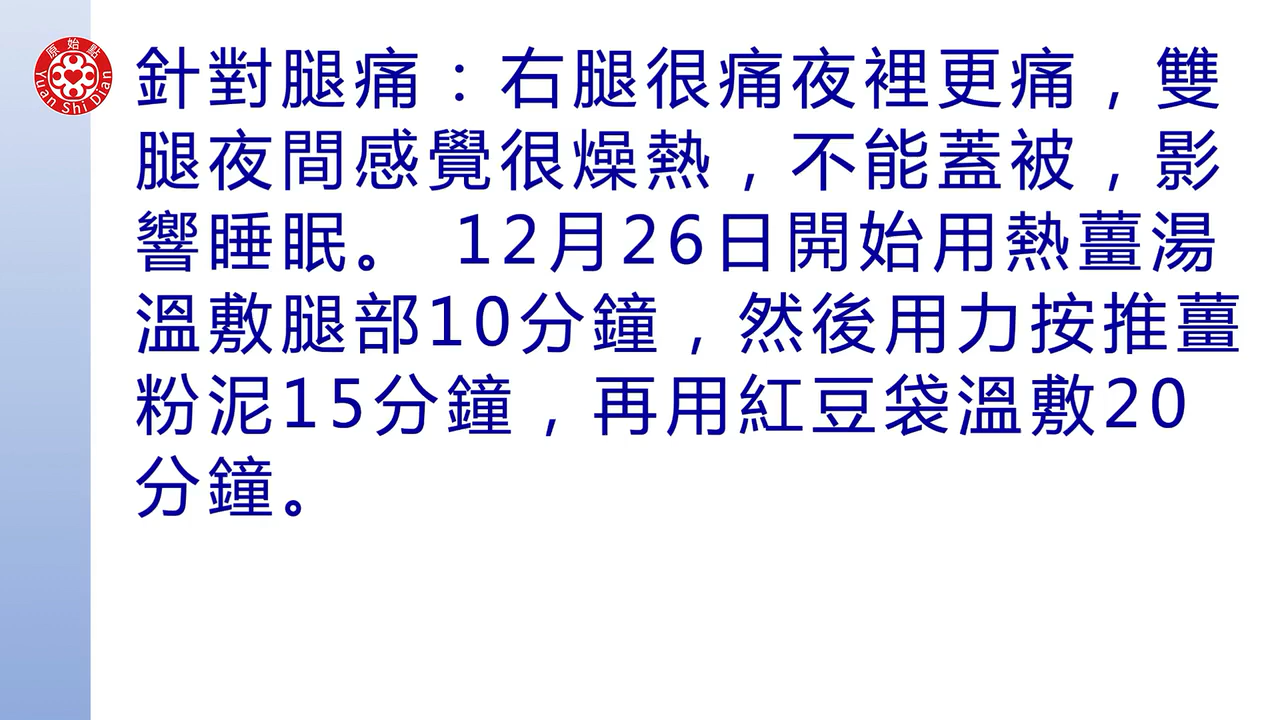 原始點
Yuan Shi Dian
針對腿痛：右腿很痛夜裡更痛，雙
腿夜間感覺很燥熱，不能蓋被，影
響睡眠。 12月26日開始用熱薑湯
溫敷腿部10分鐘，然後用力按推薑
粉泥15分鐘，再用紅豆袋溫敷20
分鐘。